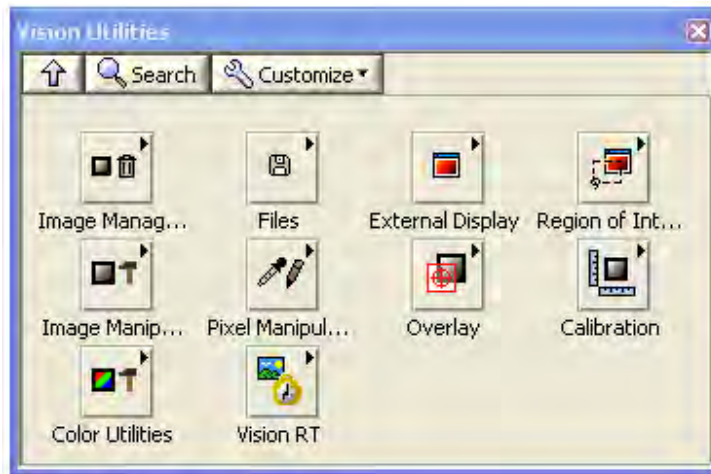 Vision Utilities
Search Customize
Image Manag... Files External Display Region of Int...
Image Manip... Pixel Manipul... Overlay Calibration
Color Utilities Vision RT